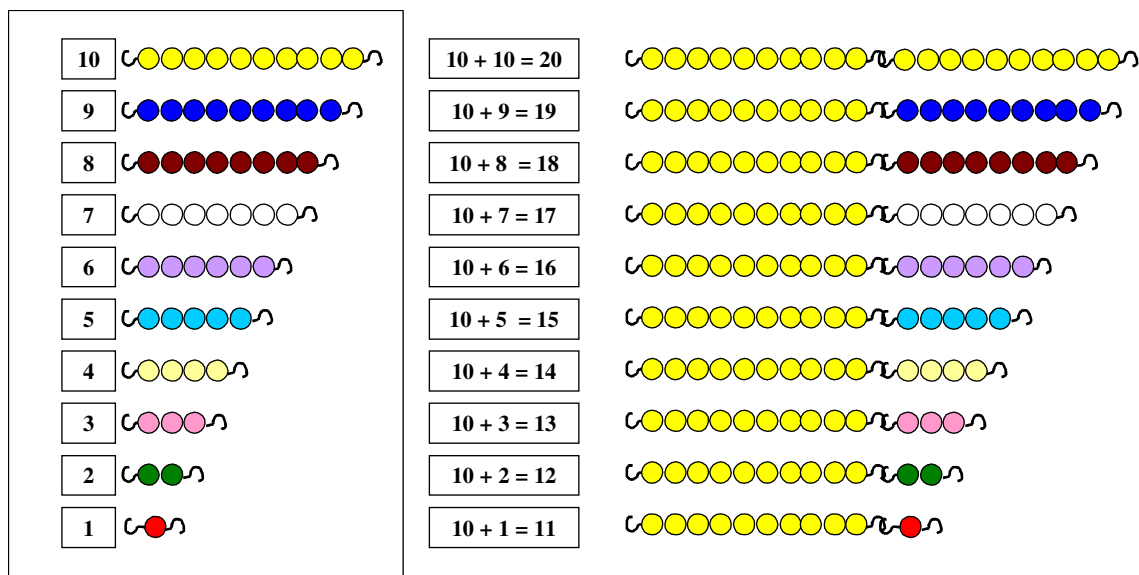 10 10 + 10 = 20
9 10 + 9 = 19
8 10 + 8 = 18
7 10 + 7 = 17
6 10 + 6 = 16
5 10 + 5 = 15
4 10 + 4 = 14
3 10 + 3 = 13
2 10 + 2 = 12
1 10 + 1 = 11